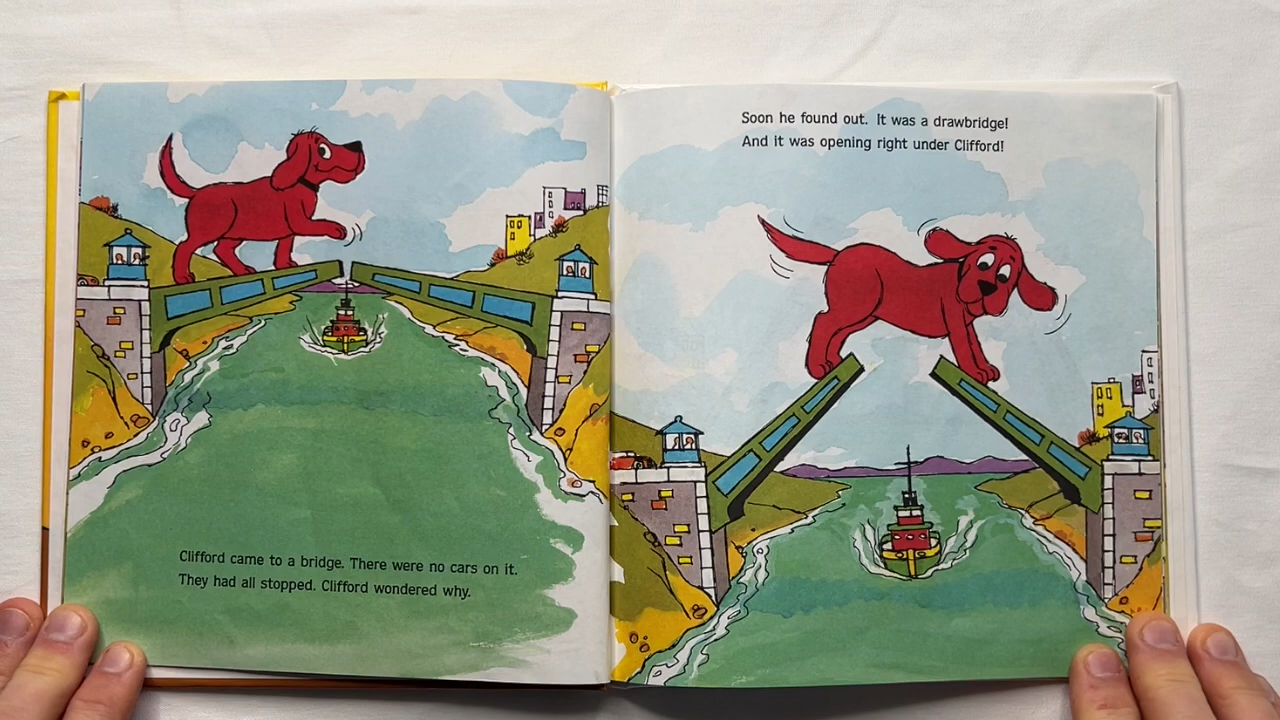 Clifford came to a bridge. There were no cars on it.
They had all stopped. Clifford wondered why.
Soon he found out. It was a drawbridge!
And it was opening right under Clifford!